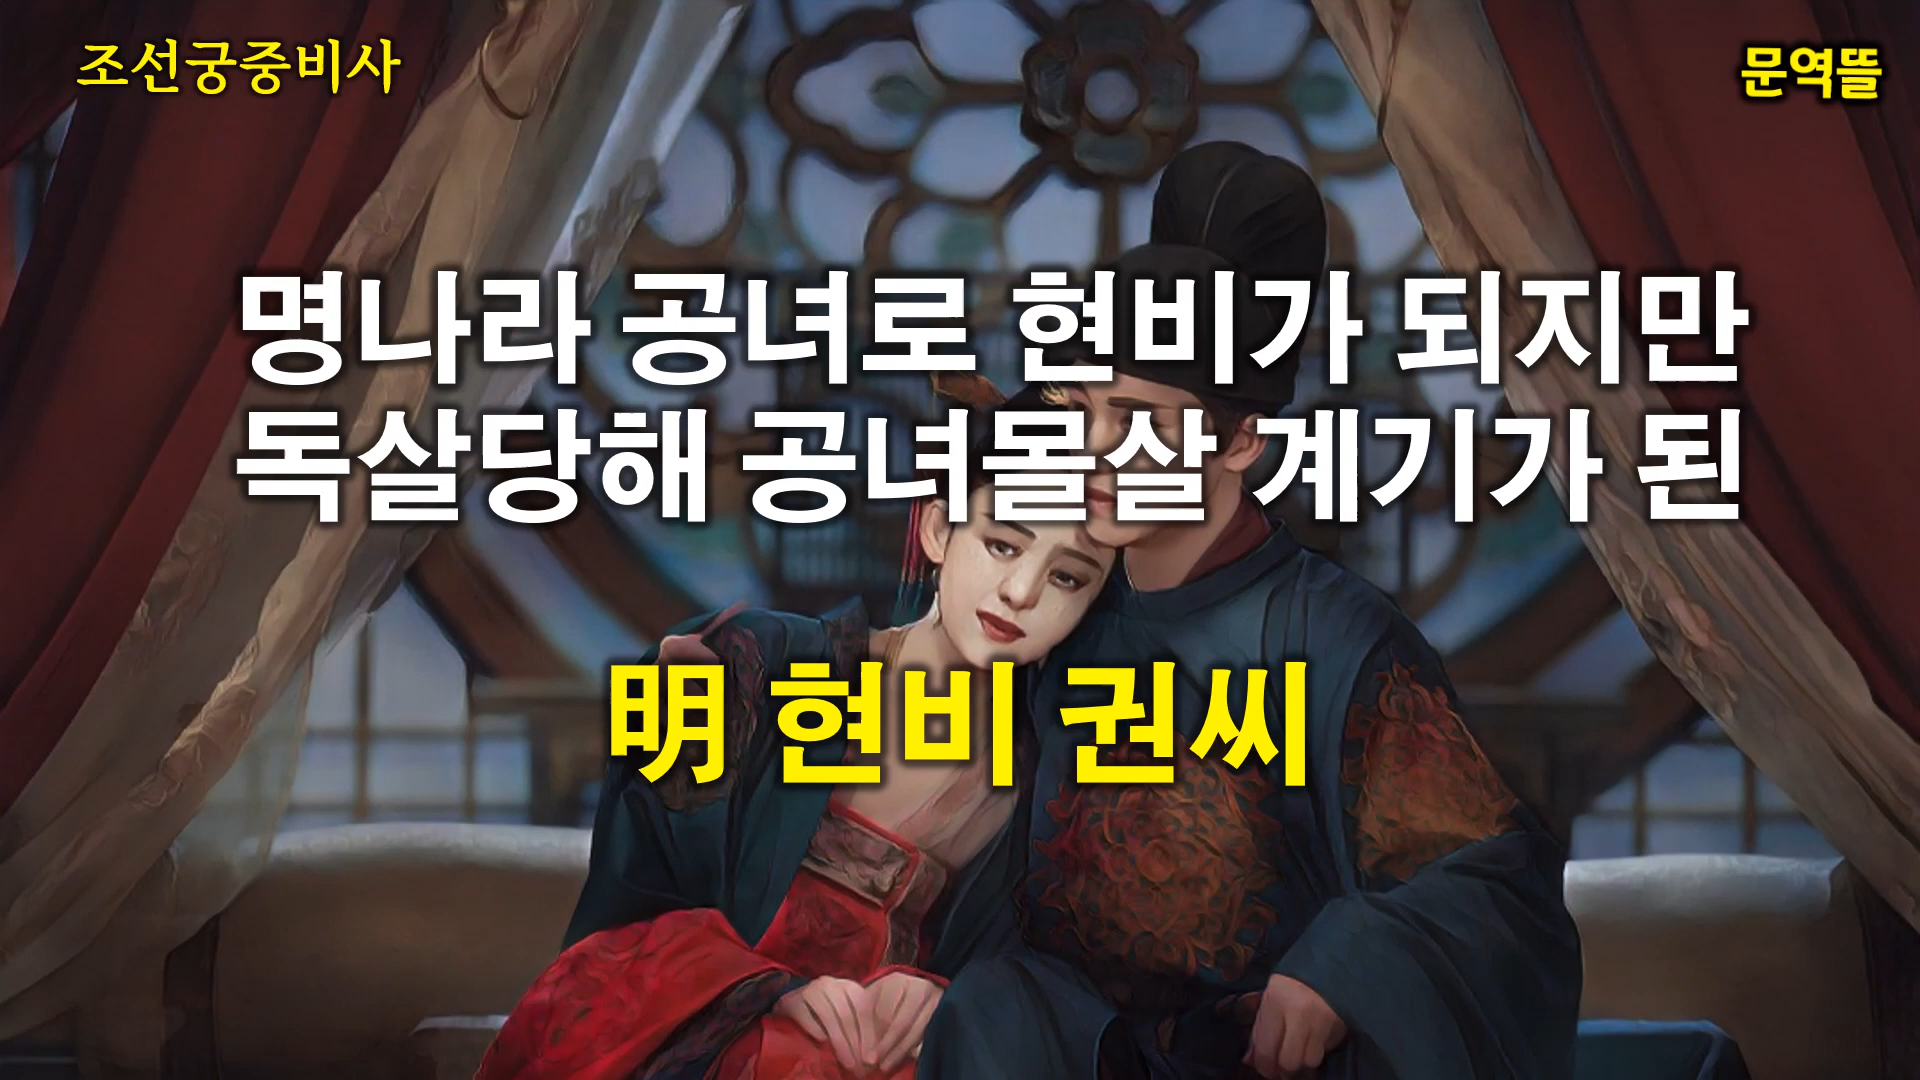 조선궁중비사
문역뜰
명나라 공녀로 현비가 되지만
독살당해 공녀몰살 계기가 된
明 현비 권씨